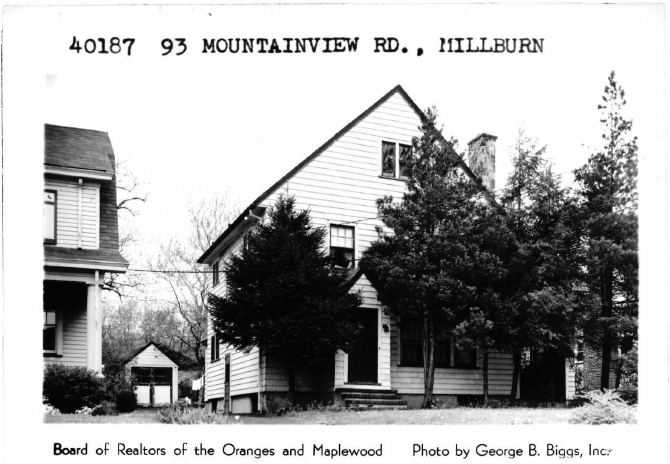 40187 93 MOUNTAINVIEW RD., MILLBURN
Board of Realtors of the Oranges and Maplewood Photo by George B. Biggs, Inc.